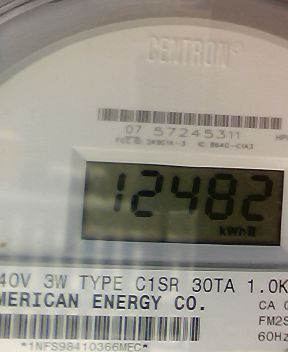 CENTRON®
07 57245311
12482
kWh
40V 3W TYPE C1SR 30TA 1.0K
MERICAN ENERGY CO.
CA
FM2S
60Hz
*1NFS98410366MEC*